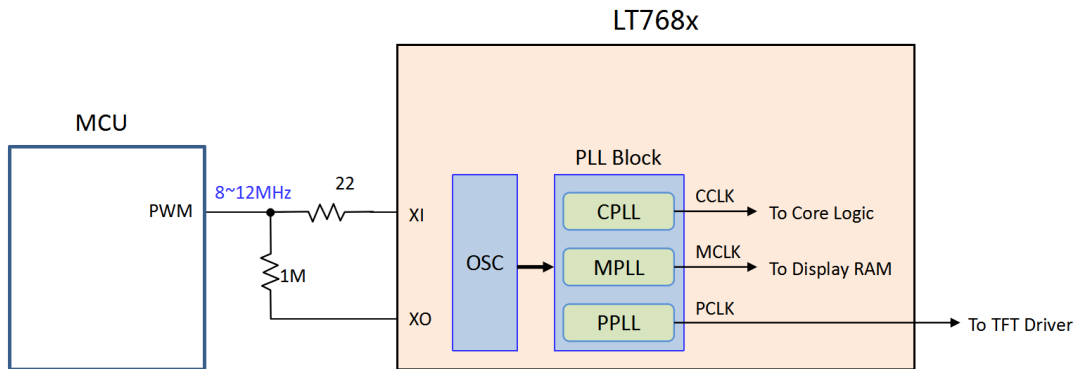 LT768x
MCU
PLL Block
8~12MHz
22
PWM
XI
CPLL
CCLK
To Core Logic
OSC
1M
MPLL
MCLK
To Display RAM
XO
PPLL
PCLK
To TFT Driver